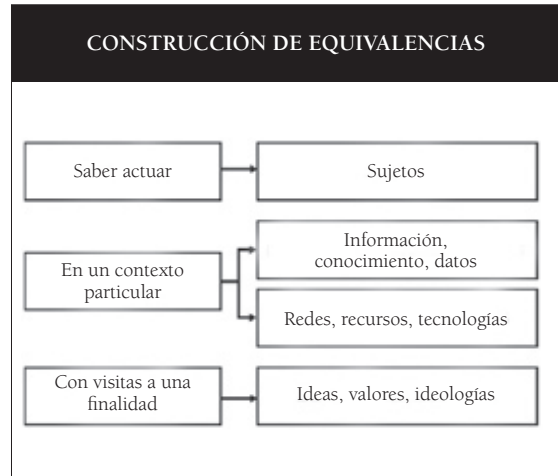 CONSTRUCCIÓN DE EQUIVALENCIAS
Saber actuar
Sujetos
En un contexto
particular
Información,
conocimiento, datos
Redes, recursos, tecnologías
Con visitas a una
finalidad
Ideas, valores, ideologías